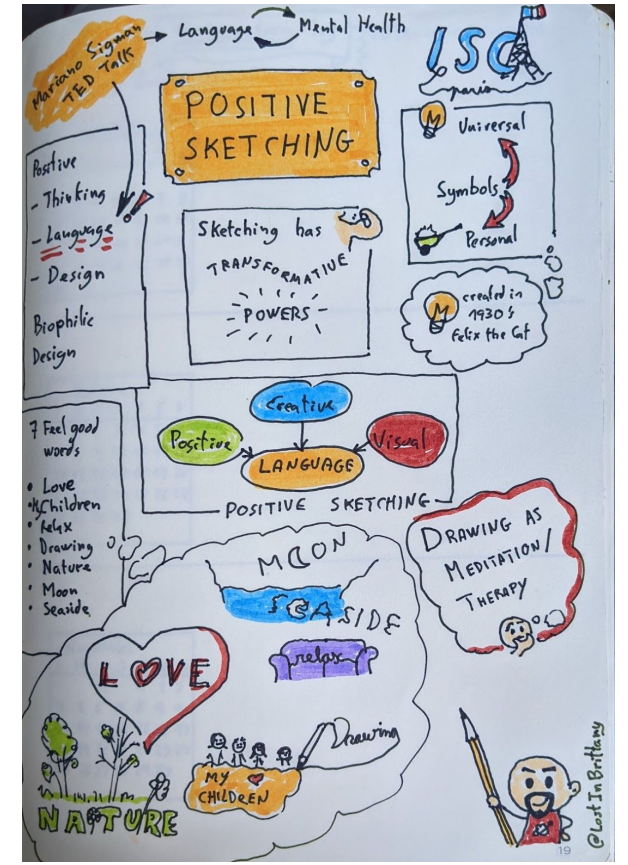 Mariano Sigman
TED Talk
Language
Mental Health
ISC
paris
POSITIVE
SKETCHING
Universal
Symbols
Personal
Positive
- Thinking
- Language
- Design
Biophilic
Design
Sketching has
TRANSFORMATIVE
POWERS
created in
1930's
Felix the Cat
Creative
Positive
Visual
LANGUAGE
POSITIVE SKETCHING
7 Feel good
words
• Love
• My Children
• Relax
• Drawing
• Nature
• Moon
• Seaside
DRAWING AS
MEDITATION/
THERAPY
MOON
SEASIDE
LOVE
relax
Drawing
MY
CHILDREN
NATURE
@LostInBrittany
19